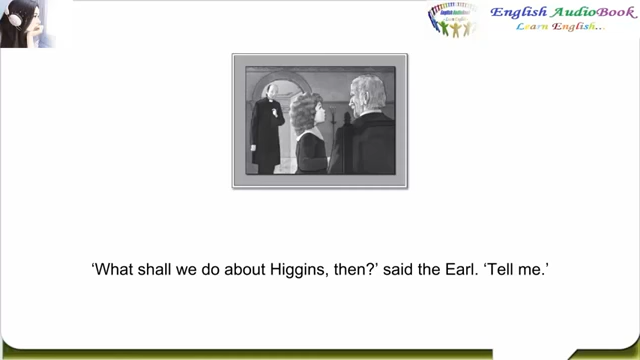 English AudioBook
Learn English...
‘What shall we do about Higgins, then?’ said the Earl. ‘Tell me.’